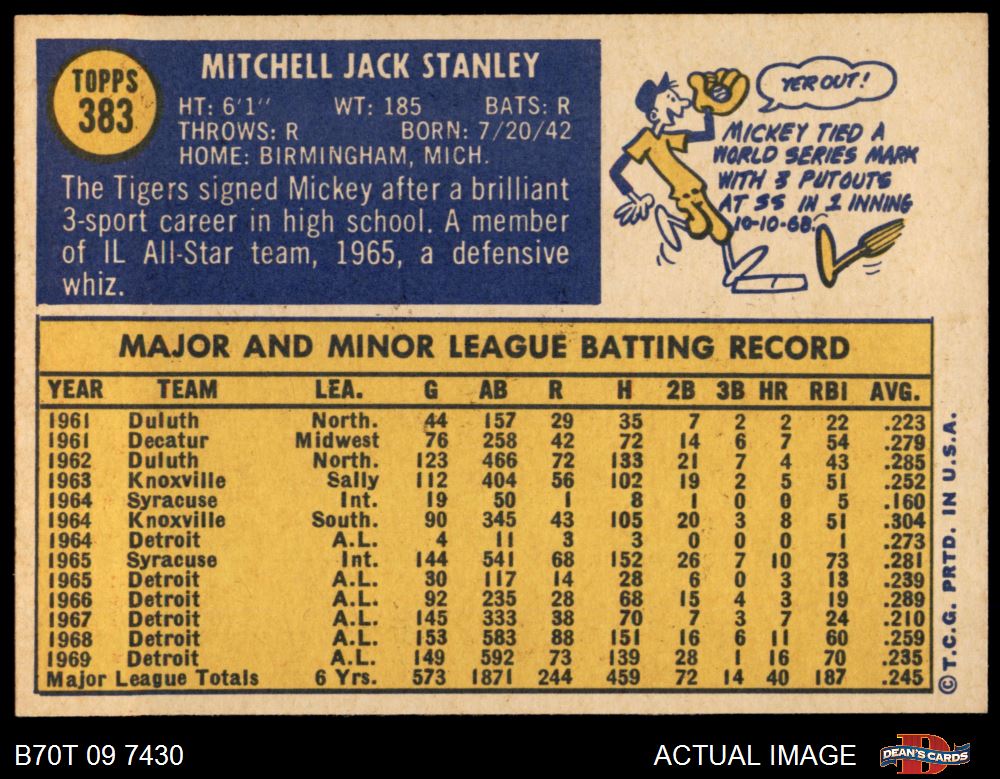 TOPPS
383
MITCHELL JACK STANLEY
HT: 6'1" WT: 185 BATS: R
THROWS: R BORN: 7/20/42
HOME: BIRMINGHAM, MICH.
The Tigers signed Mickey after a brilliant
3-sport career in high school. A member
of IL All-Star team, 1965, a defensive
whiz.
YER OUT!
MICKEY TIED A
WORLD SERIES MARK
WITH 3 PUTOUTS
AT SS IN 1 INNING
10-10-68.
MAJOR AND MINOR LEAGUE BATTING RECORD
YEAR TEAM LEA. G AB R H 2B 3B HR RBI AVG.
1961 Duluth North. 44 157 29 35 7 2 2 22 .223
1961 Decatur Midwest 76 258 42 72 14 6 7 54 .279
1962 Duluth North. 123 466 72 133 21 7 4 43 .285
1963 Knoxville Sally 112 404 56 102 19 2 5 51 .252
1964 Syracuse Int. 19 50 1 8 1 0 0 5 .160
1964 Knoxville South. 90 345 43 105 20 3 8 51 .304
1964 Detroit A.L. 4 11 3 3 0 0 0 1 .273
1965 Syracuse Int. 144 541 68 152 26 7 10 73 .281
1965 Detroit A.L. 30 117 14 28 6 0 3 13 .239
1966 Detroit A.L. 92 235 28 68 15 4 3 19 .289
1967 Detroit A.L. 145 333 38 70 7 3 7 24 .210
1968 Detroit A.L. 153 583 88 151 16 6 11 60 .259
1969 Detroit A.L. 149 592 73 139 28 1 16 70 .235
Major League Totals 6 Yrs. 573 1871 244 459 72 14 40 187 .245
©T.C.G. PRTD. IN U.S.A.
B70T 09 7430
ACTUAL IMAGE
DEAN'S CARDS